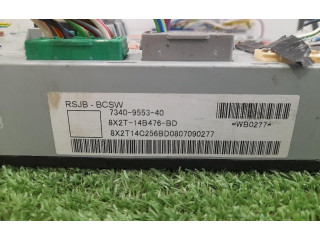 RSJB - BCSW
7340-9553-40
8X2T-14B476-BD
*WB0277*
8X2T14C256BD0807090277